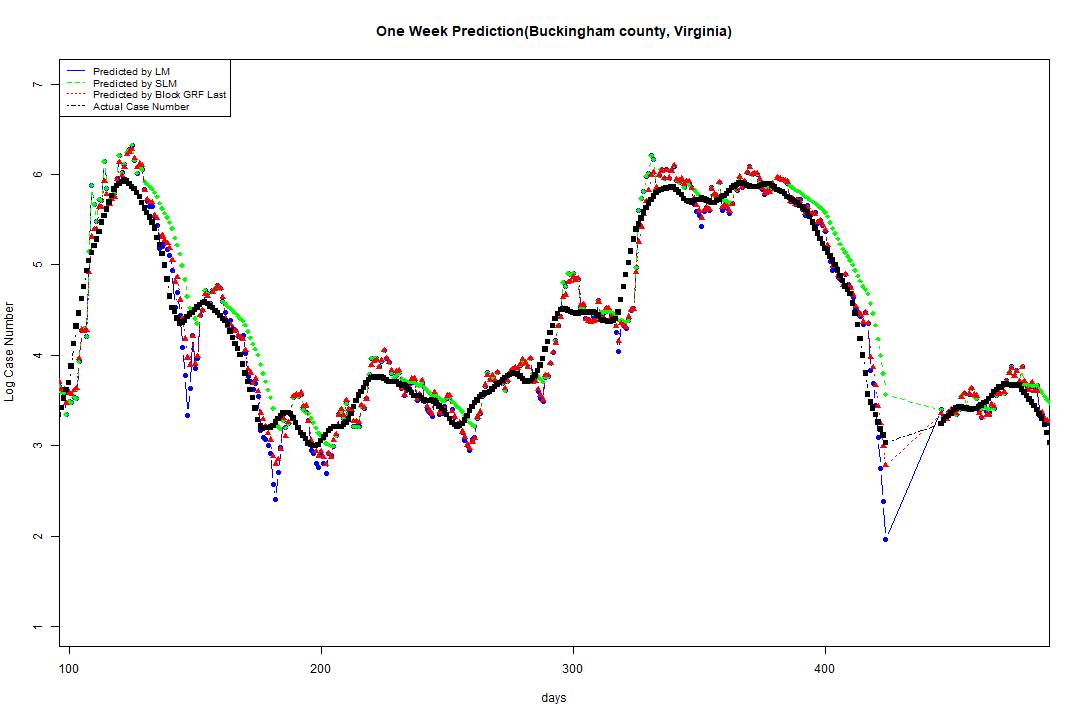 One Week Prediction(Buckingham county, Virginia)
Predicted by LM
Predicted by SLM
Predicted by Block GRF Last
Actual Case Number
7
6
5
4
3
2
1
Log Case Number
100 200 300 400
days